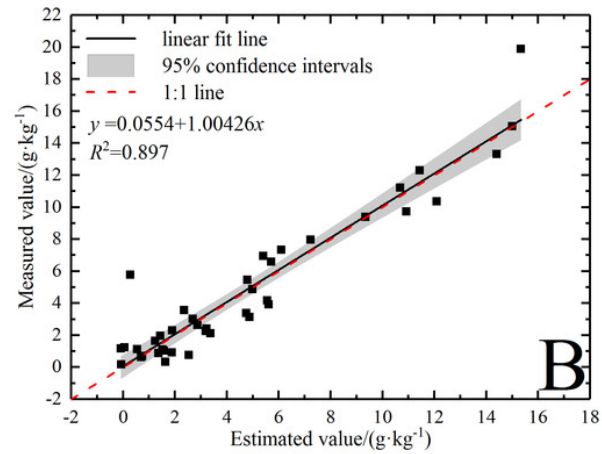 linear fit line
95% confidence intervals
1:1 line
y =0.0554+1.00426x
R²=0.897
Measured value/(g·kg⁻¹)
22
20
18
16
14
12
10
8
6
4
2
0
-2
B
-2 0 2 4 6 8 10 12 14 16 18
Estimated value/(g·kg⁻¹)